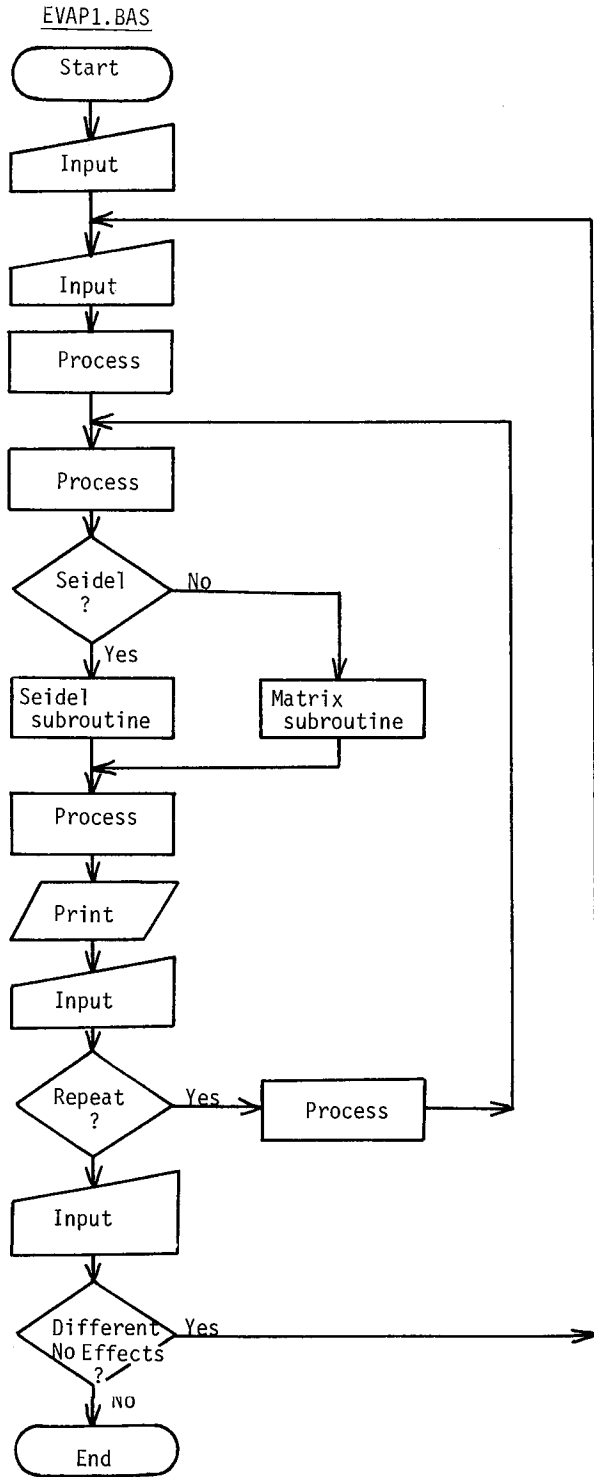 EVAP1.BAS
Start
Input
Input
Process
Process
Seidel
?
No
Yes
Seidel
subroutine
Matrix
subroutine
Process
Print
Input
Repeat
?
Yes
Process
Input
Different
No Effects
?
Yes
No
End